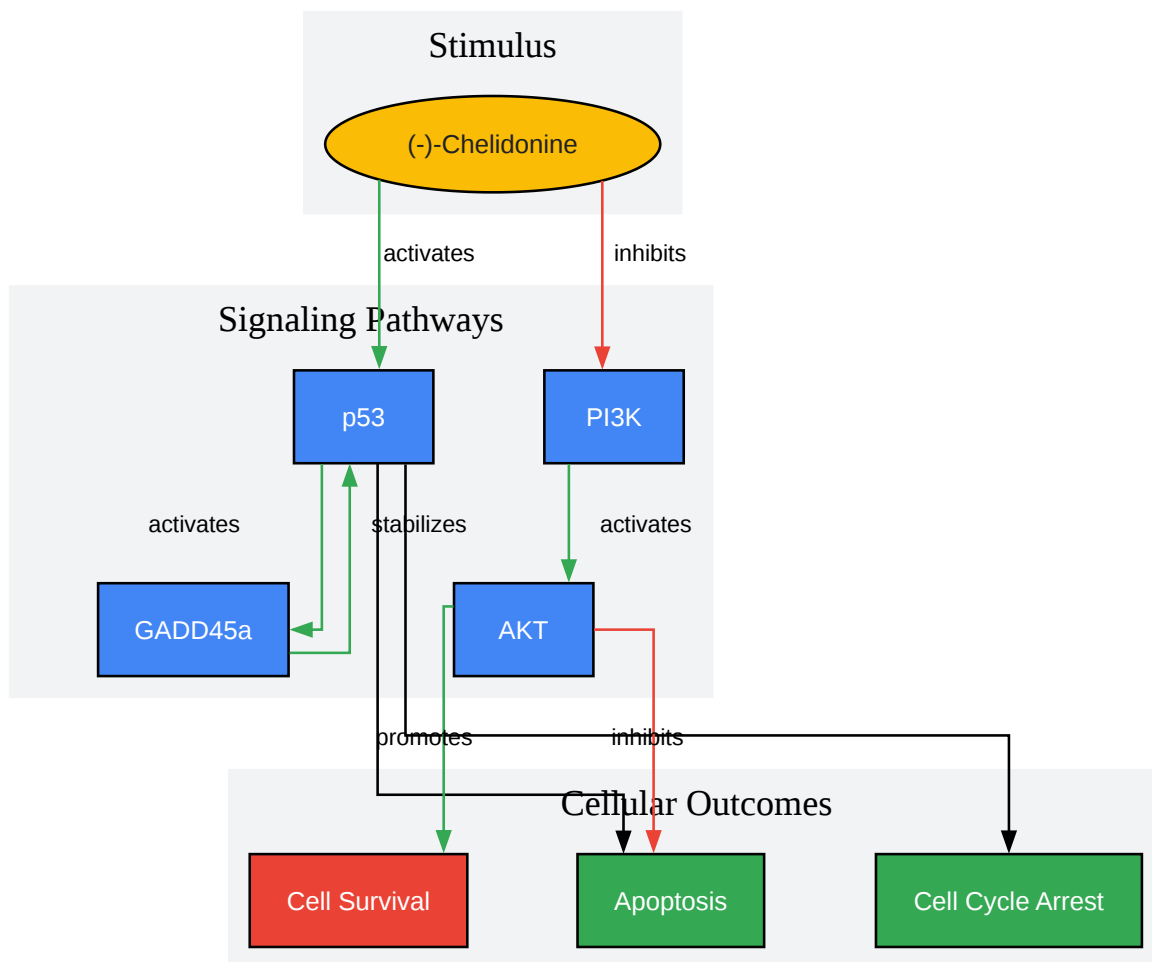 Stimulus
(-)-Chelidonine
activates
inhibits
Signaling Pathways
p53
PI3K
activates
stabilizes
activates
GADD45a
AKT
promotes
inhibits
Cellular Outcomes
Cell Survival
Apoptosis
Cell Cycle Arrest